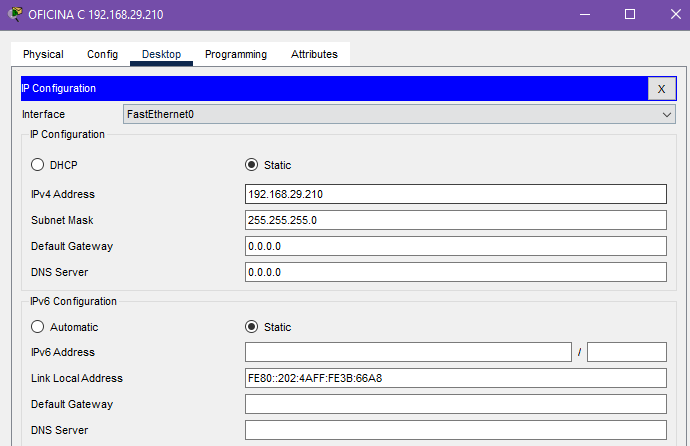 OFICINA C 192.168.29.210
Physical Config Desktop Programming Attributes
IP Configuration X
Interface FastEthernet0
IP Configuration
DHCP Static
IPv4 Address 192.168.29.210
Subnet Mask 255.255.255.0
Default Gateway 0.0.0.0
DNS Server 0.0.0.0
IPv6 Configuration
Automatic Static
IPv6 Address /
Link Local Address FE80::202:4AFF:FE3B:66A8
Default Gateway
DNS Server